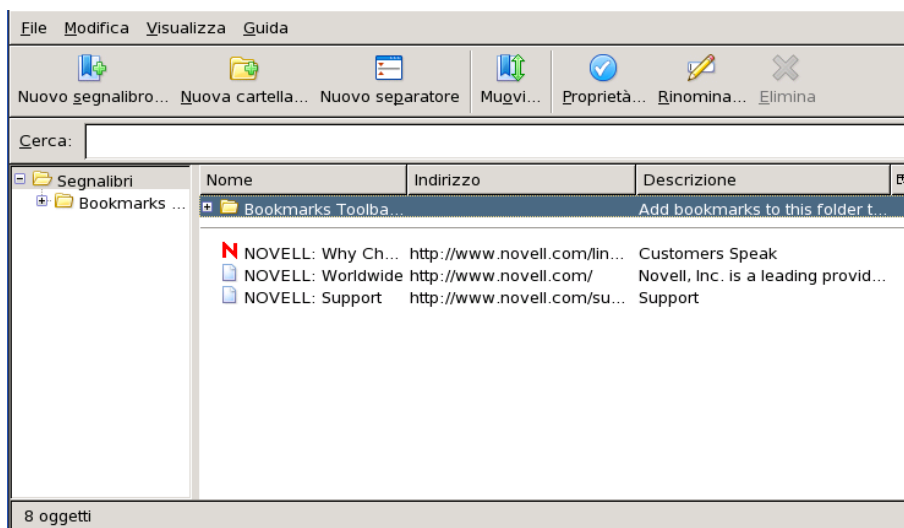 File Modifica Visualizza Guida
Nuovo segnalibro... Nuova cartella... Nuovo separatore Muovi... Proprietà... Rinomina... Elimina
Cerca:
Segnalibri Nome Indirizzo Descrizione
Bookmarks ... Bookmarks Toolba... Add bookmarks to this folder t...
NOVELL: Why Ch... http://www.novell.com/lin... Customers Speak
NOVELL: Worldwide http://www.novell.com/ Novell, Inc. is a leading provid...
NOVELL: Support http://www.novell.com/su... Support
8 oggetti